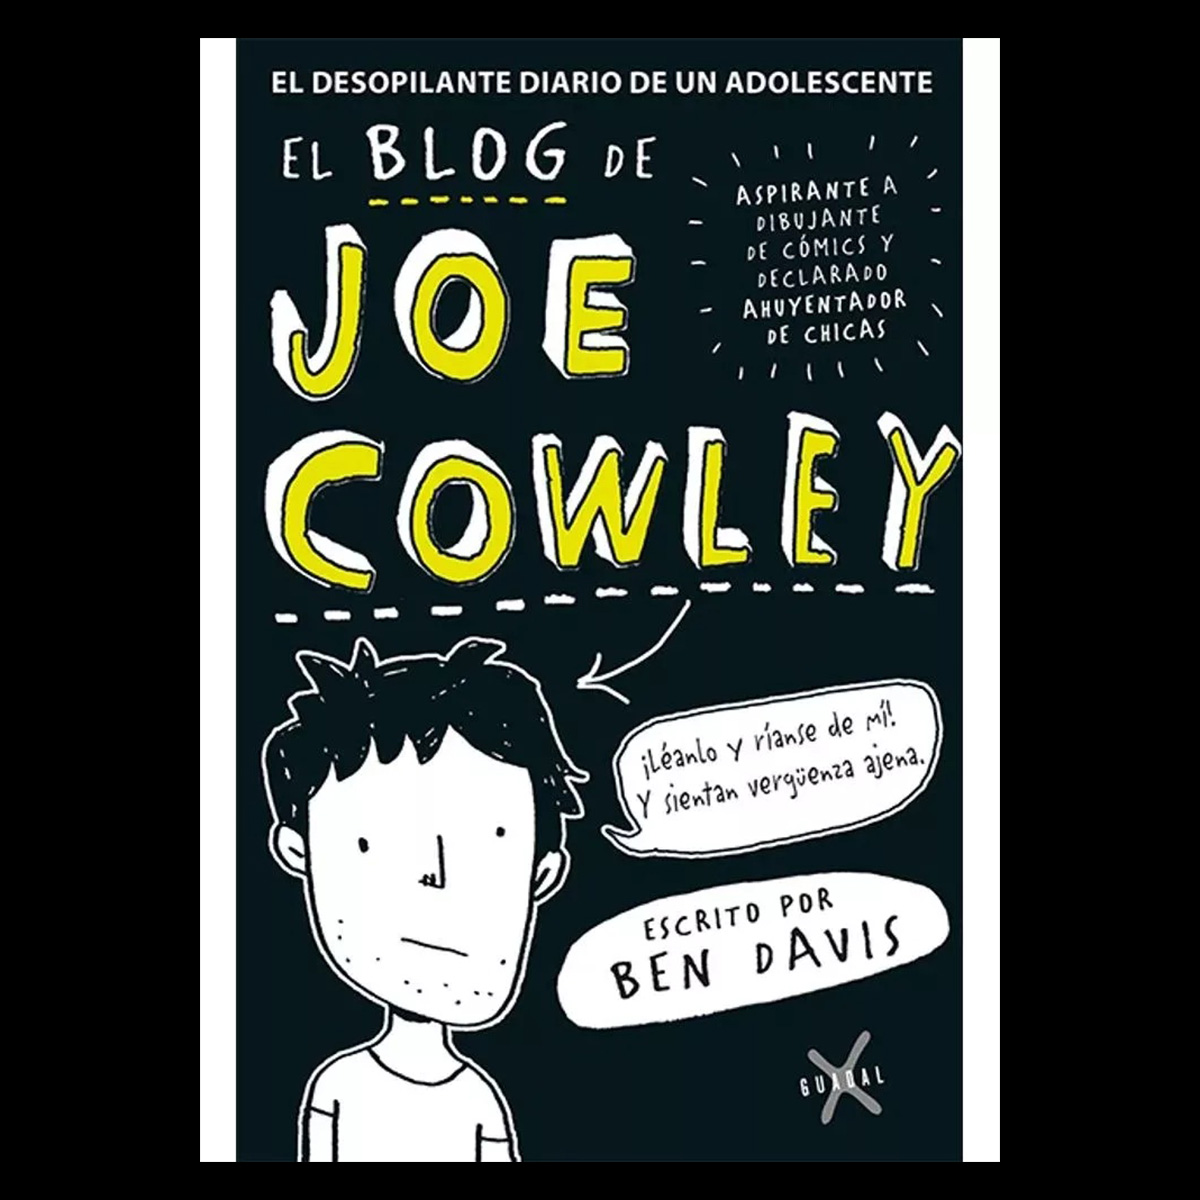 EL DESOPILANTE DIARIO DE UN ADOLESCENTE
EL BLOG DE
JOE
COWLEY
ASPIRANTE A
DIBUJANTE
DE CÓMICS Y
DECLARADO
AHUYENTADOR
DE CHICAS
¡Léanlo y ríanse de mí!
Y sientan vergüenza ajena.
ESCRITO POR
BEN DAVIS
GUADAL